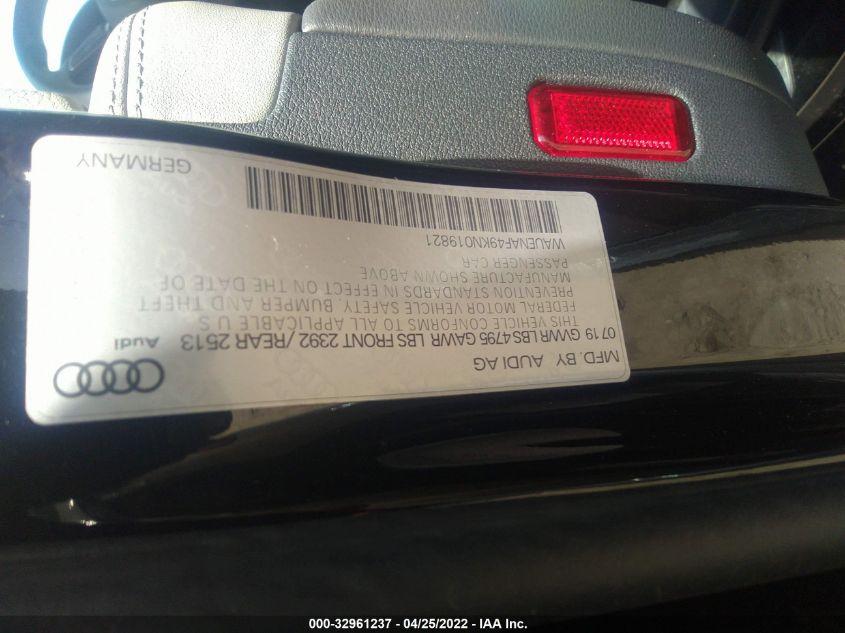 MFD. BY AUDI AG
0719 GVWR LBS 4795 GAWR LBS FRONT 2392 / REAR 2513
THIS VEHICLE CONFORMS TO ALL APPLICABLE U S
FEDERAL MOTOR VEHICLE SAFETY, BUMPER AND THEFT
PREVENTION STANDARDS IN EFFECT ON THE DATE OF
MANUFACTURE SHOWN ABOVE
PASSENGER CAR
WAUENAF49KN019821
Audi
GERMANY
000-32961237 - 04/25/2022 - IAA Inc.